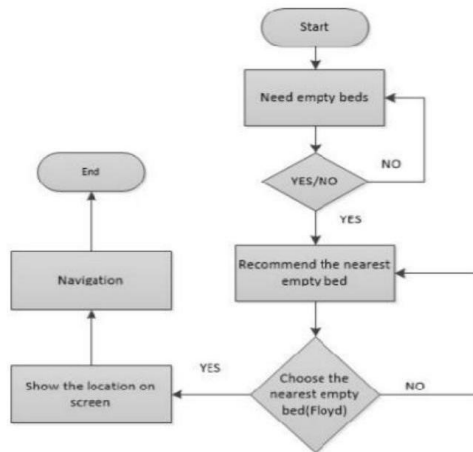 Start
Need empty beds
YES/NO
NO
YES
Recommend the nearest
empty bed
Choose the
nearest empty
bed(Floyd)
NO
YES
Show the location on
screen
Navigation
End